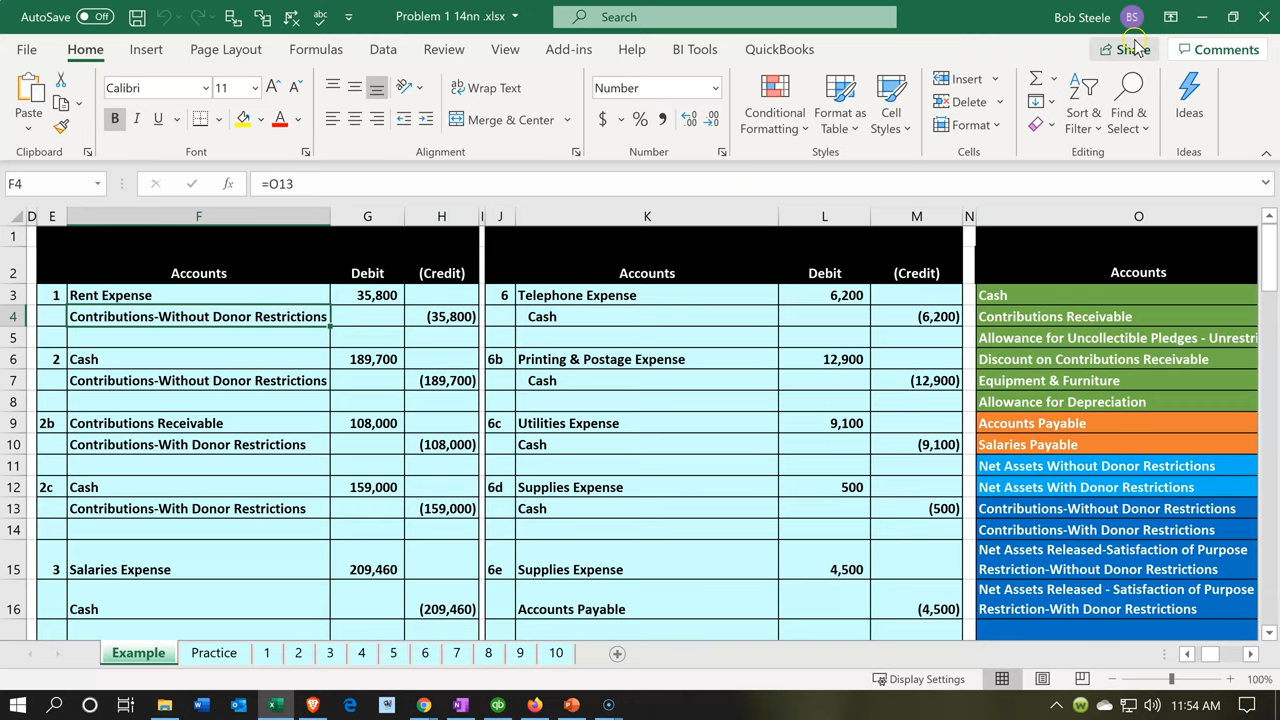 AutoSave Off Problem 1 14nn .xlsx Search Bob Steele BS
File Home Insert Page Layout Formulas Data Review View Add-ins Help BI Tools QuickBooks Share Comments
Paste Calibri 11 Wrap Text Merge & Center Number Conditional Formatting Format as Table Cell Styles Insert Delete Format Sort & Filter Find & Select Ideas
Clipboard Font Alignment Number Styles Cells Editing Ideas
F4 fx =O13
D E F G H I J K L M N O
1
2 Accounts Debit (Credit) Accounts Debit (Credit) Accounts
3 1 Rent Expense 35,800 6 Telephone Expense 6,200 Cash
4 Contributions-Without Donor Restrictions (35,800) Cash (6,200) Contributions Receivable
5 Allowance for Uncollectible Pledges - Unrestri
6 2 Cash 189,700 6b Printing & Postage Expense 12,900 Discount on Contributions Receivable
7 Contributions-Without Donor Restrictions (189,700) Cash (12,900) Equipment & Furniture
8 Allowance for Depreciation
9 2b Contributions Receivable 108,000 6c Utilities Expense 9,100 Accounts Payable
10 Contributions-With Donor Restrictions (108,000) Cash (9,100) Salaries Payable
11 Net Assets Without Donor Restrictions
12 2c Cash 159,000 6d Supplies Expense 500 Net Assets With Donor Restrictions
13 Contributions-With Donor Restrictions (159,000) Cash (500) Contributions-Without Donor Restrictions
14 Contributions-With Donor Restrictions
Net Assets Released-Satisfaction of Purpose
15 3 Salaries Expense 209,460 6e Supplies Expense 4,500 Restriction-Without Donor Restrictions
Net Assets Released - Satisfaction of Purpose
16 Cash (209,460) Accounts Payable (4,500) Restriction-With Donor Restrictions
Example Practice 1 2 3 4 5 6 7 8 9 10
Display Settings 100%
11:54 AM